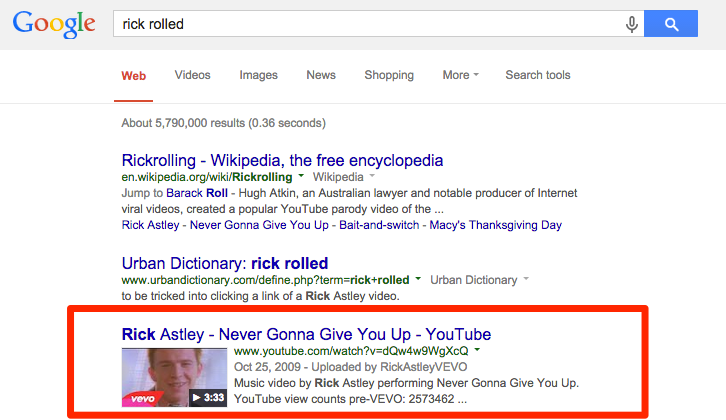 Google
rick rolled
Web Videos Images News Shopping More Search tools
About 5,790,000 results (0.36 seconds)
Rickrolling - Wikipedia, the free encyclopedia
en.wikipedia.org/wiki/Rickrolling Wikipedia
Jump to Barack Roll - Hugh Atkin, an Australian lawyer and notable producer of Internet
viral videos, created a popular YouTube parody video of the ...
Rick Astley - Never Gonna Give You Up - Bait-and-switch - Macy's Thanksgiving Day
Urban Dictionary: rick rolled
www.urbandictionary.com/define.php?term=rick+rolled Urban Dictionary
to be tricked into clicking a link of a Rick Astley video.
Rick Astley - Never Gonna Give You Up - YouTube
www.youtube.com/watch?v=dQw4w9WgXcQ
Oct 25, 2009 - Uploaded by RickAstleyVEVO
Music video by Rick Astley performing Never Gonna Give You Up.
YouTube view counts pre-VEVO: 2573462 ...
vevo 3:33